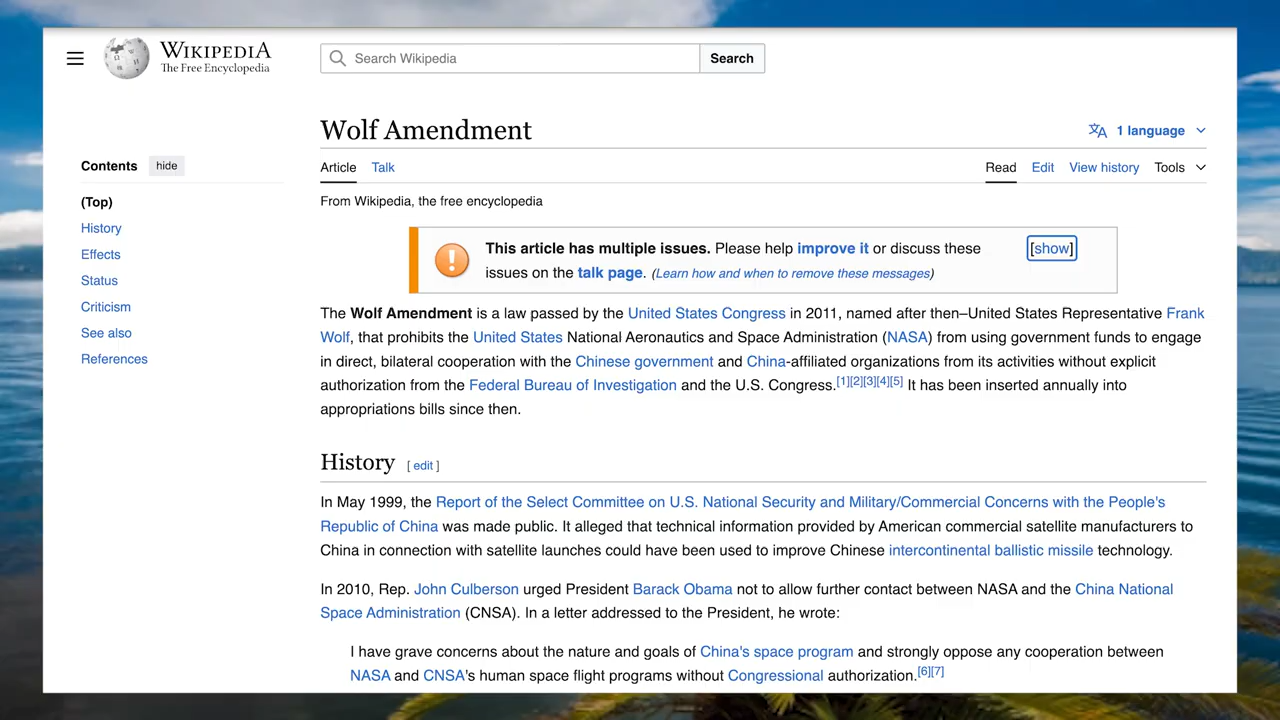 WIKIPEDIA
The Free Encyclopedia
Search Wikipedia
Search
Contents
hide
(Top)
History
Effects
Status
Criticism
See also
References
Wolf Amendment
1 language
Article
Talk
Read
Edit
View history
Tools
From Wikipedia, the free encyclopedia
This article has multiple issues. Please help improve it or discuss these
issues on the talk page. (Learn how and when to remove these messages)
[show]
The Wolf Amendment is a law passed by the United States Congress in 2011, named after then–United States Representative Frank
Wolf, that prohibits the United States National Aeronautics and Space Administration (NASA) from using government funds to engage
in direct, bilateral cooperation with the Chinese government and China-affiliated organizations from its activities without explicit
authorization from the Federal Bureau of Investigation and the U.S. Congress.[1][2][3][4][5] It has been inserted annually into
appropriations bills since then.
History [ edit ]
In May 1999, the Report of the Select Committee on U.S. National Security and Military/Commercial Concerns with the People's
Republic of China was made public. It alleged that technical information provided by American commercial satellite manufacturers to
China in connection with satellite launches could have been used to improve Chinese intercontinental ballistic missile technology.
In 2010, Rep. John Culberson urged President Barack Obama not to allow further contact between NASA and the China National
Space Administration (CNSA). In a letter addressed to the President, he wrote:
I have grave concerns about the nature and goals of China's space program and strongly oppose any cooperation between
NASA and CNSA's human space flight programs without Congressional authorization.[6][7]